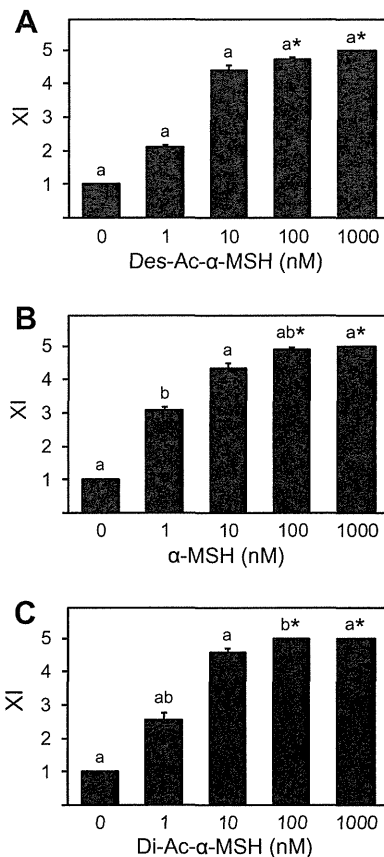 A
a a a a* a*
XI
5
4
3
2
1
0 1 10 100 1000
Des-Ac-α-MSH (nM)
B
a b a ab* a*
XI
5
4
3
2
1
0 1 10 100 1000
α-MSH (nM)
C
a ab a b* a*
XI
5
4
3
2
1
0 1 10 100 1000
Di-Ac-α-MSH (nM)